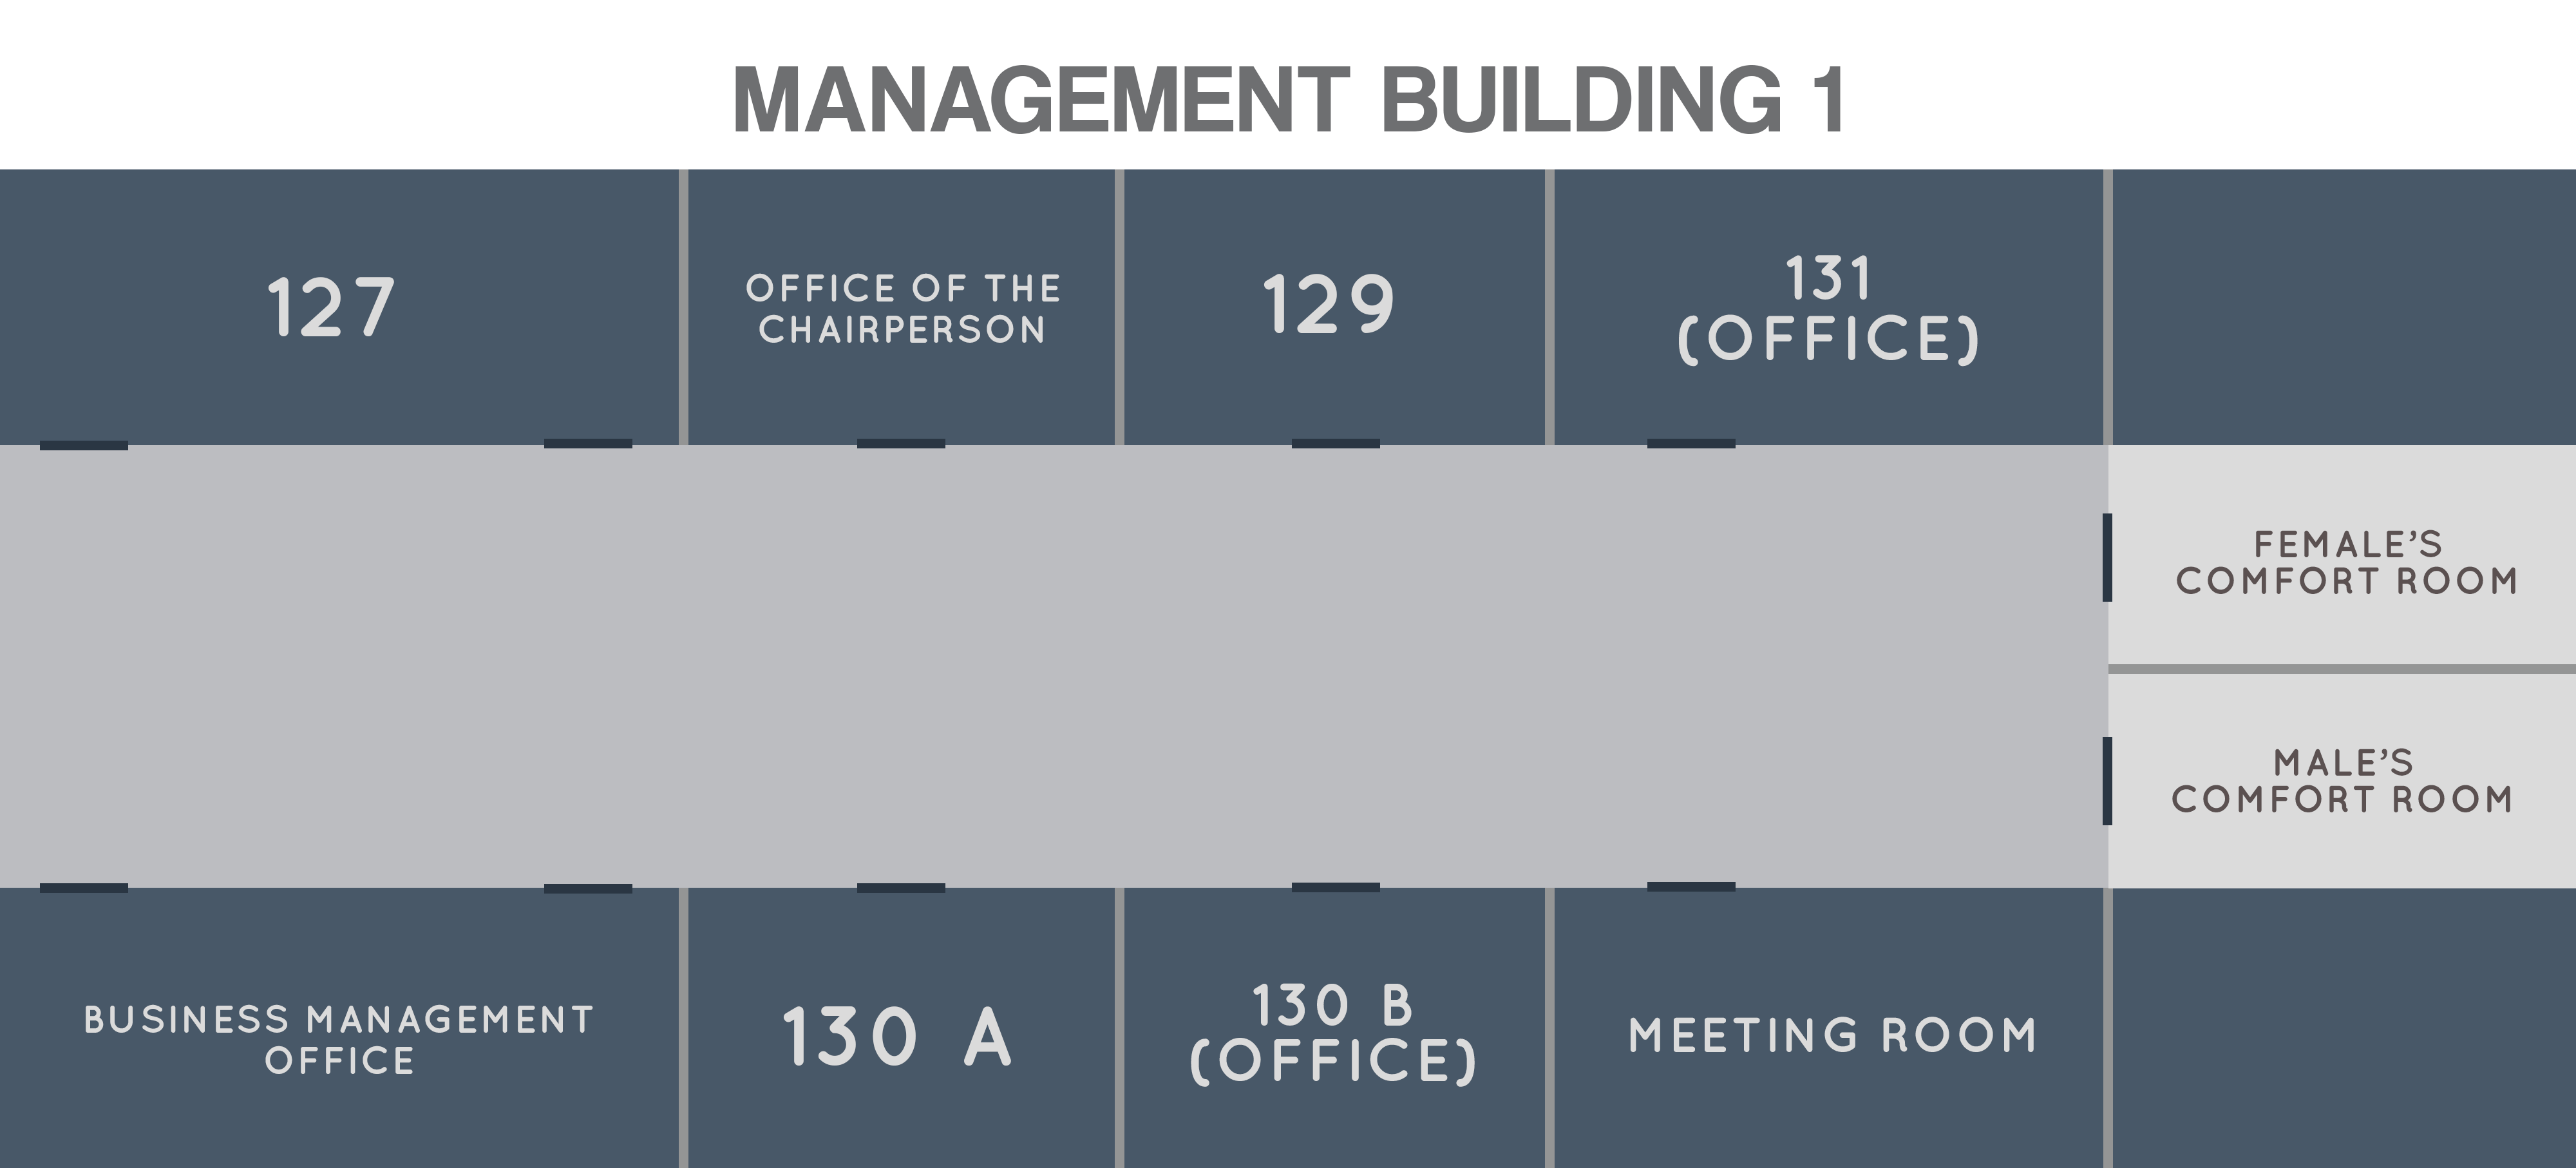 MANAGEMENT BUILDING 1
127
OFFICE OF THE
CHAIRPERSON
129
131
(OFFICE)
FEMALE'S
COMFORT ROOM
MALE'S
COMFORT ROOM
BUSINESS MANAGEMENT
OFFICE
130 A
130 B
(OFFICE)
MEETING ROOM